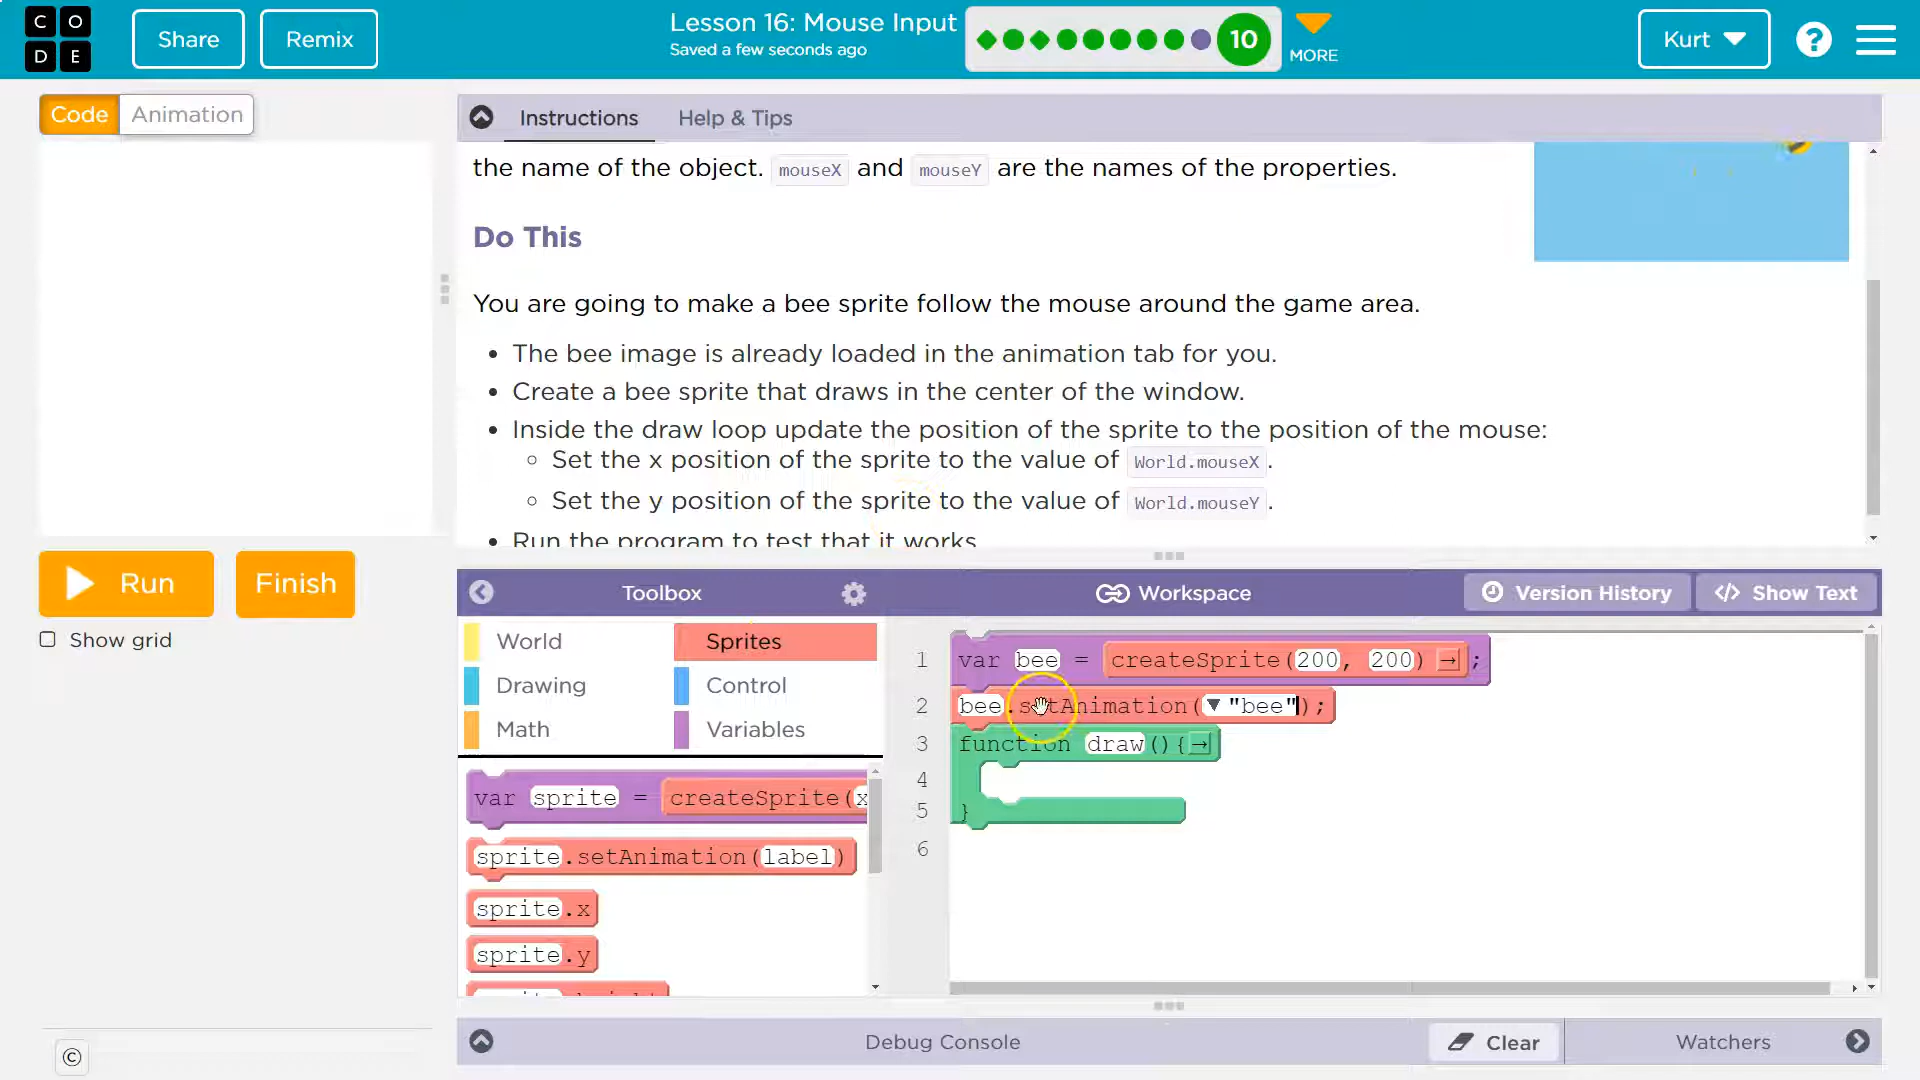 C O
D E
Share
Remix
Lesson 16: Mouse Input
Saved a few seconds ago
10
MORE
Kurt
?
Code
Animation
Instructions
Help & Tips
the name of the object. mouseX and mouseY are the names of the properties.
Do This
You are going to make a bee sprite follow the mouse around the game area.
• The bee image is already loaded in the animation tab for you.
• Create a bee sprite that draws in the center of the window.
• Inside the draw loop update the position of the sprite to the position of the mouse:
Set the x position of the sprite to the value of World.mouseX.
Set the y position of the sprite to the value of World.mouseY.
• Run the program to test that it works
Run
Finish
Show grid
Toolbox
Workspace
Version History
</> Show Text
World
Sprites
Drawing
Control
Math
Variables
var sprite = createSprite(x
sprite.setAnimation(label)
sprite.x
sprite.y
1 var bee = createSprite(200, 200);
2 bee.setAnimation("bee");
3 function draw(){
4
5 }
6
Debug Console
Clear
Watchers
©